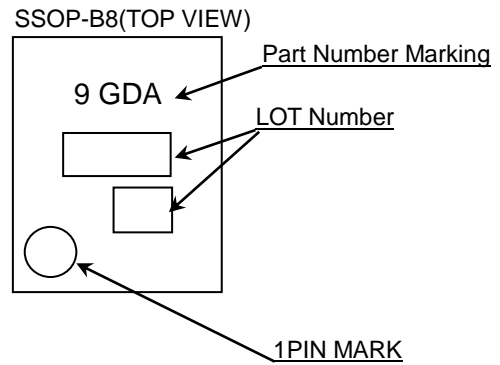 SSOP-B8(TOP VIEW)
Part Number Marking
9 GDA
LOT Number
1PIN MARK